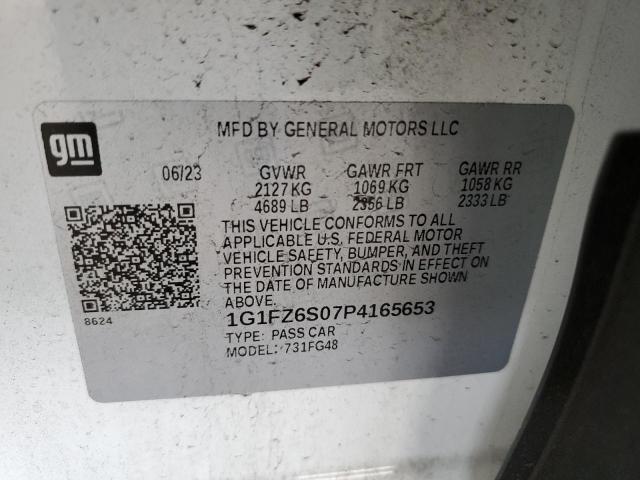 gm
MFD BY GENERAL MOTORS LLC
06/23 GVWR GAWR FRT GAWR RR
2127 KG 1069 KG 1058 KG
4689 LB 2356 LB 2333 LB
THIS VEHICLE CONFORMS TO ALL
APPLICABLE U.S. FEDERAL MOTOR
VEHICLE SAFETY, BUMPER, AND THEFT
PREVENTION STANDARDS IN EFFECT ON
THE DATE OF MANUFACTURE SHOWN
ABOVE.
8624
1G1FZ6S07P4165653
TYPE: PASS CAR
MODEL: 731FG48